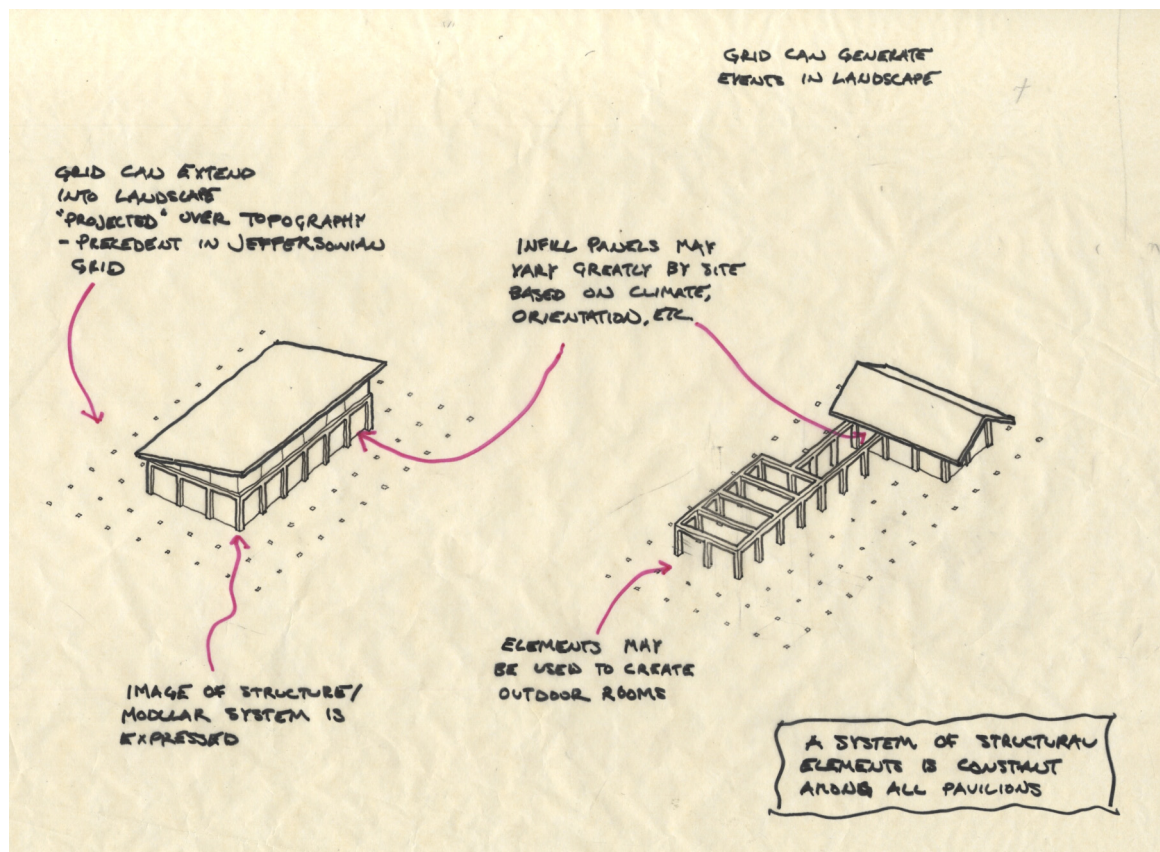 GRID CAN GENERATE
EVENTS IN LANDSCAPE
GRID CAN EXTEND
INTO LANDSCAPE
"PROJECTED" OVER TOPOGRAPHY
- PRECEDENT IN JEFFERSONIAN
GRID
INFILL PANELS MAY
VARY GREATLY BY SITE
BASED ON CLIMATE,
ORIENTATION, ETC.
ELEMENTS MAY
BE USED TO CREATE
OUTDOOR ROOMS
IMAGE OF STRUCTURE/
MODULAR SYSTEM IS
EXPRESSED
A SYSTEM OF STRUCTURAL
ELEMENTS IS CONSTANT
AMONG ALL PAVILIONS